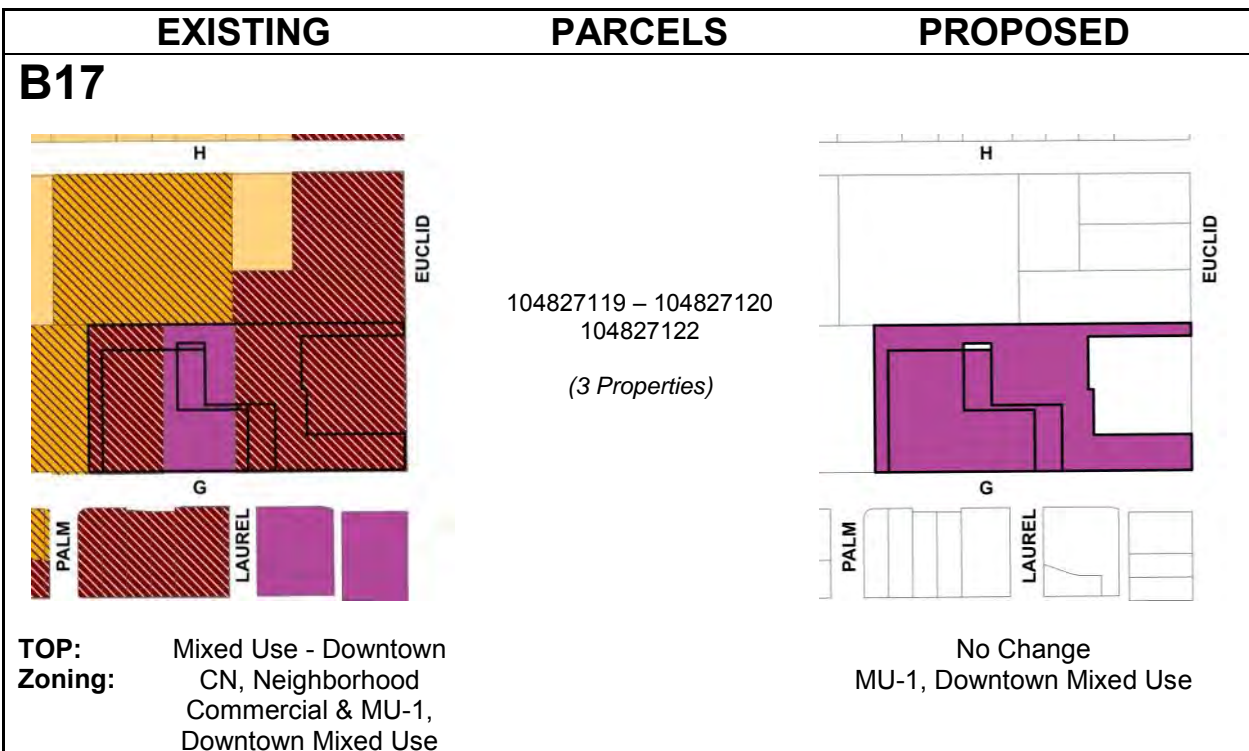 EXISTING PARCELS PROPOSED
B17
H
EUCLID
G
PALM
LAUREL
104827119 – 104827120
104827122
(3 Properties)
H
EUCLID
G
PALM
LAUREL
TOP: Mixed Use - Downtown No Change
Zoning: CN, Neighborhood MU-1, Downtown Mixed Use
Commercial & MU-1,
Downtown Mixed Use